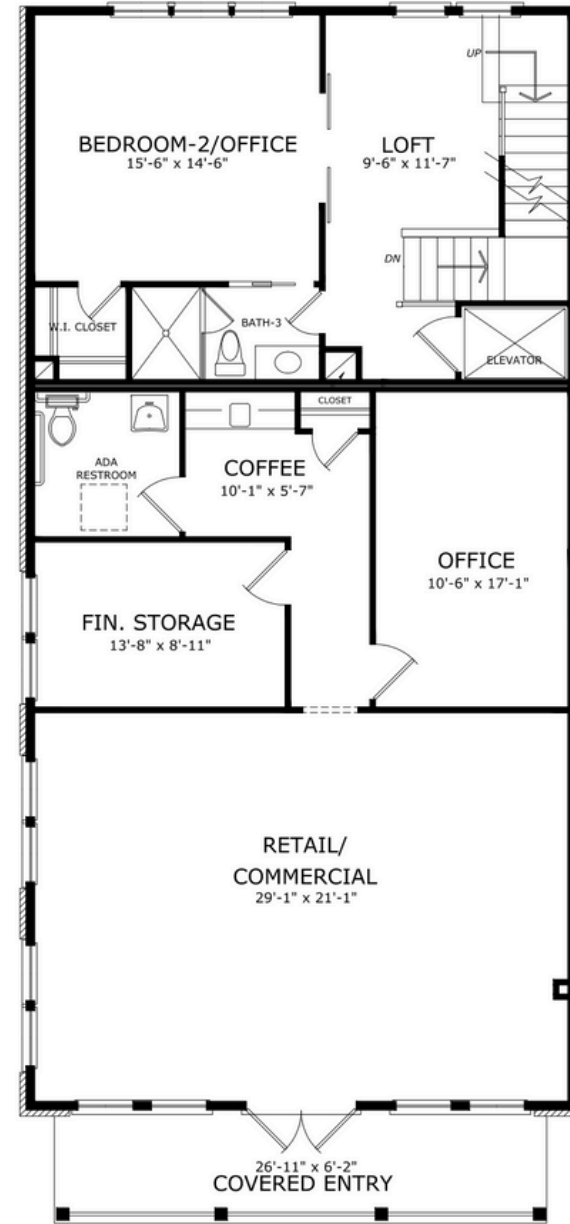 UP
BEDROOM-2/OFFICE
15'-6" x 14'-6"
LOFT
9'-6" x 11'-7"
DN
W.I. CLOSET
BATH-3
ELEVATOR
CLOSET
ADA
RESTROOM
COFFEE
10'-1" x 5'-7"
OFFICE
10'-6" x 17'-1"
FIN. STORAGE
13'-8" x 8'-11"
RETAIL/
COMMERCIAL
29'-1" x 21'-1"
26'-11" x 6'-2"
COVERED ENTRY